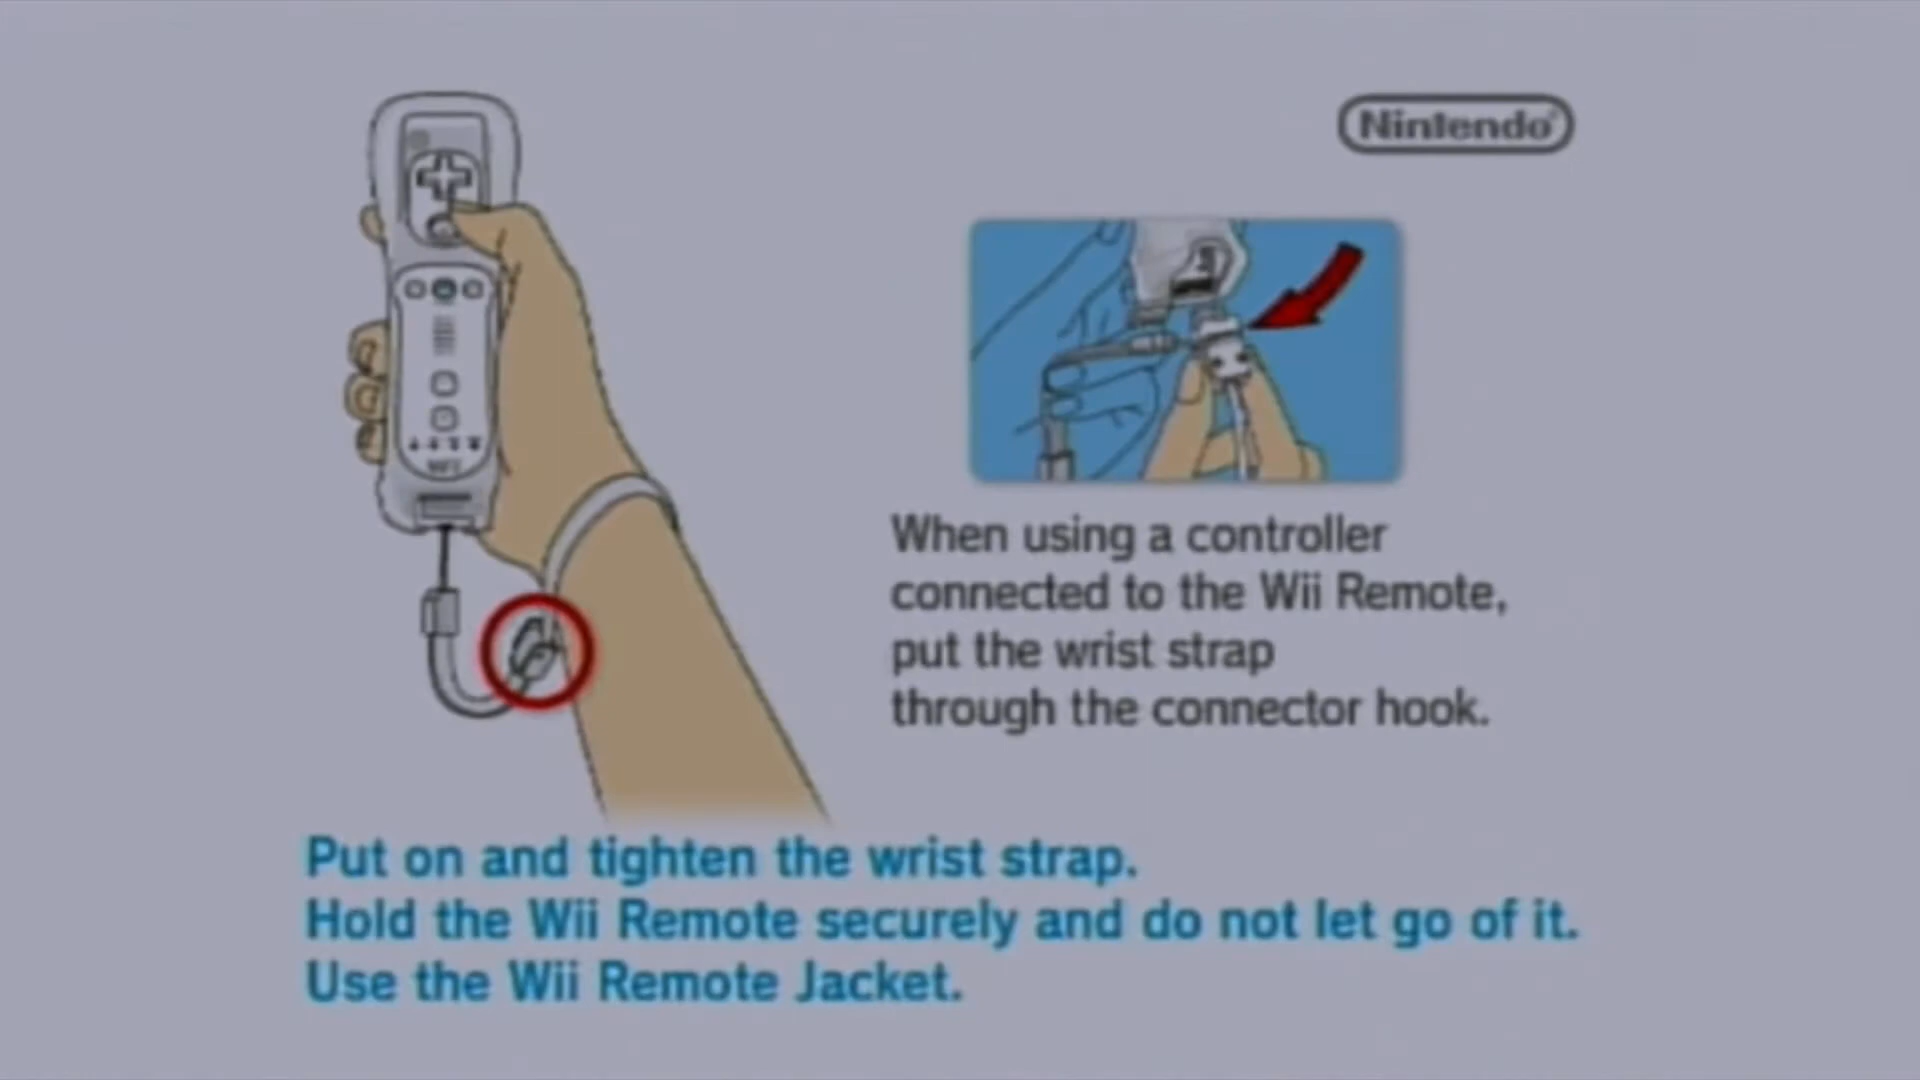 Nintendo
When using a controller
connected to the Wii Remote,
put the wrist strap
through the connector hook.
Put on and tighten the wrist strap.
Hold the Wii Remote securely and do not let go of it.
Use the Wii Remote Jacket.